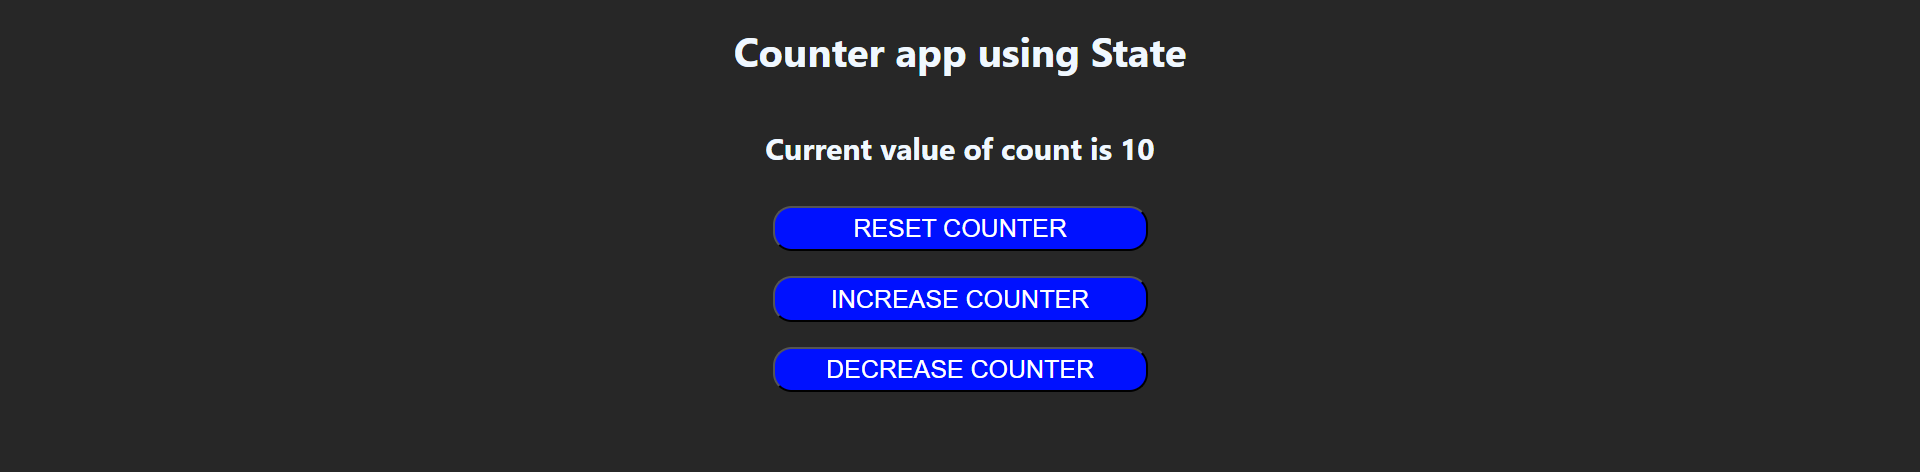 Counter app using State
Current value of count is 10
RESET COUNTER
INCREASE COUNTER
DECREASE COUNTER